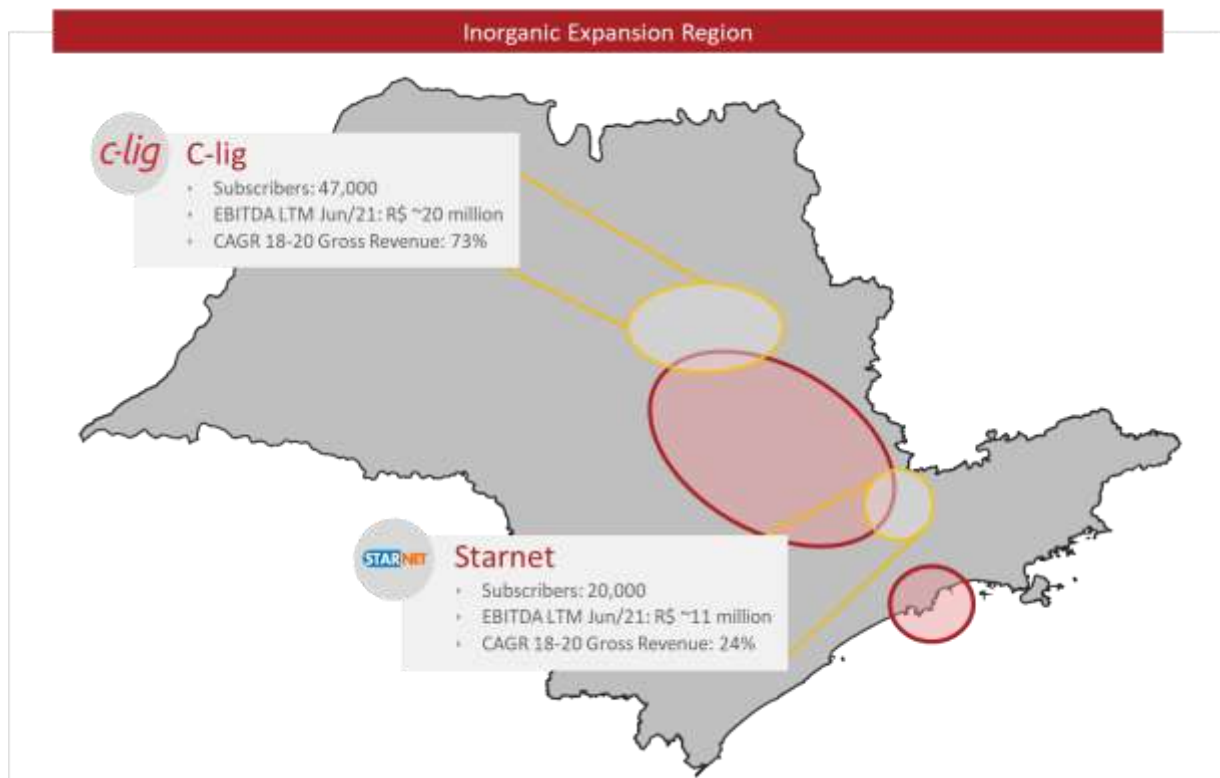 Inorganic Expansion Region
c-lig
C-lig
Subscribers: 47,000
EBITDA LTM Jun/21: R$ ~20 million
CAGR 18-20 Gross Revenue: 73%
STARNET
Starnet
Subscribers: 20,000
EBITDA LTM Jun/21: R$ ~11 million
CAGR 18-20 Gross Revenue: 24%